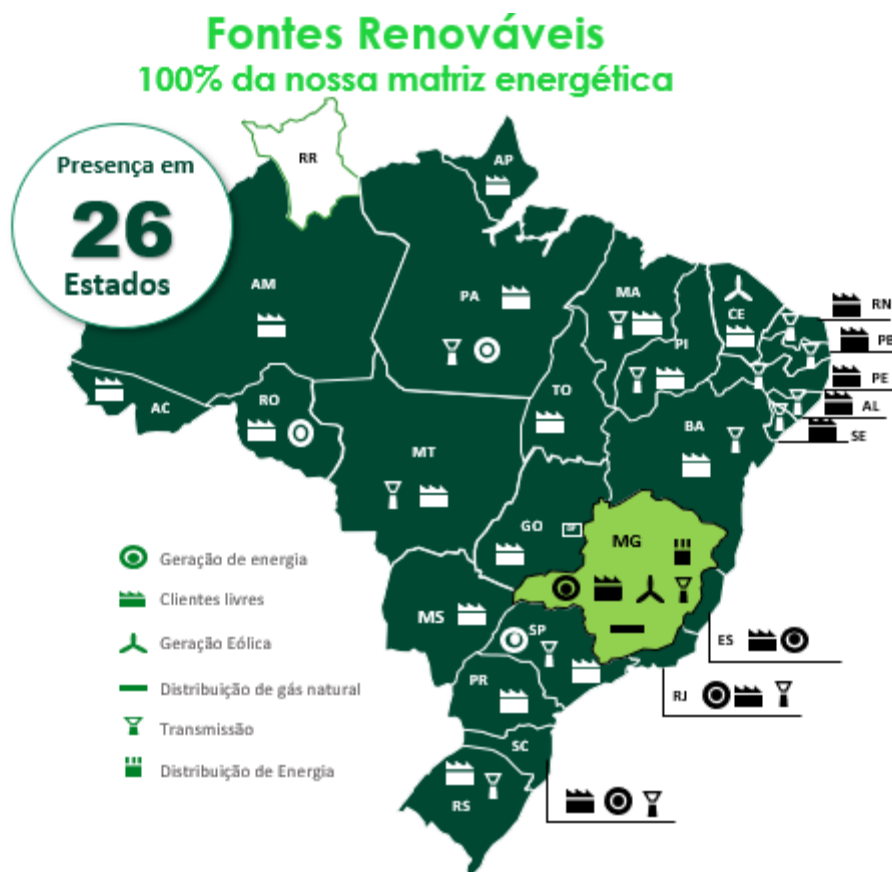 Fontes Renováveis
100% da nossa matriz energética
Presença em
26
Estados
RR
AP
AM
PA
MA
CE
RN
PB
PI
PE
AL
SE
AC
RO
TO
BA
MT
GO
DF
MG
MS
SP
ES
RJ
PR
SC
RS
Geração de energia
Clientes livres
Geração Eólica
Distribuição de gás natural
Transmissão
Distribuição de Energia